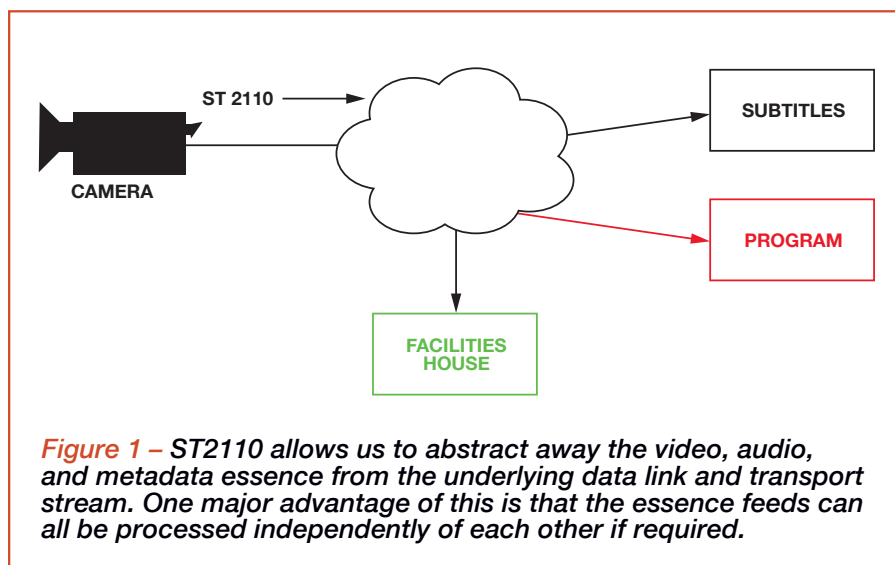 ST 2110
CAMERA
SUBTITLES
PROGRAM
FACILITIES
HOUSE
Figure 1 – ST2110 allows us to abstract away the video, audio,
and metadata essence from the underlying data link and transport
stream. One major advantage of this is that the essence feeds can
all be processed independently of each other if required.